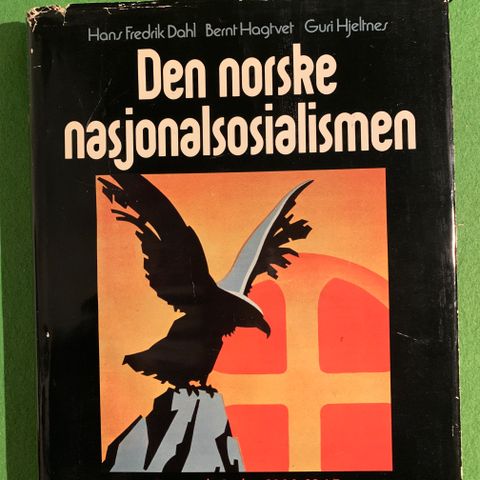 Hans Fredrik Dahl Bernt Hagtvet Guri Hjeltnes
Den norske
nasjonalsosialismen